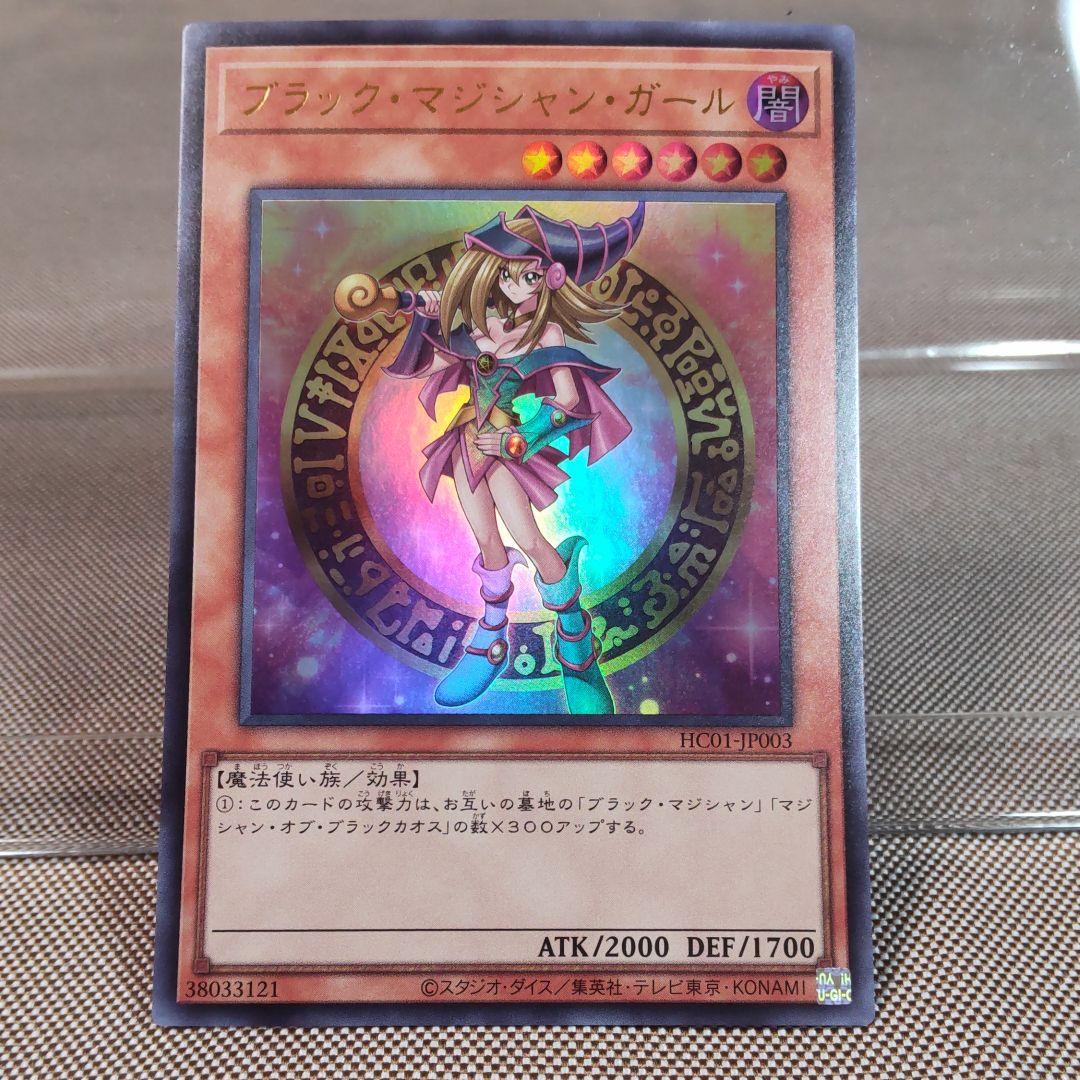 ブラック・マジシャン・ガール
やみ
闇
HC01-JP003
【魔法使い族／効果】
①：このカードの攻撃力は、お互いの墓地の「ブラック・マジシャン」「マジ
シャン・オブ・ブラックカオス」の数×３００アップする。
ATK/2000 DEF/1700
38033121
©スタジオ・ダイス／集英社・テレビ東京・KONAMI